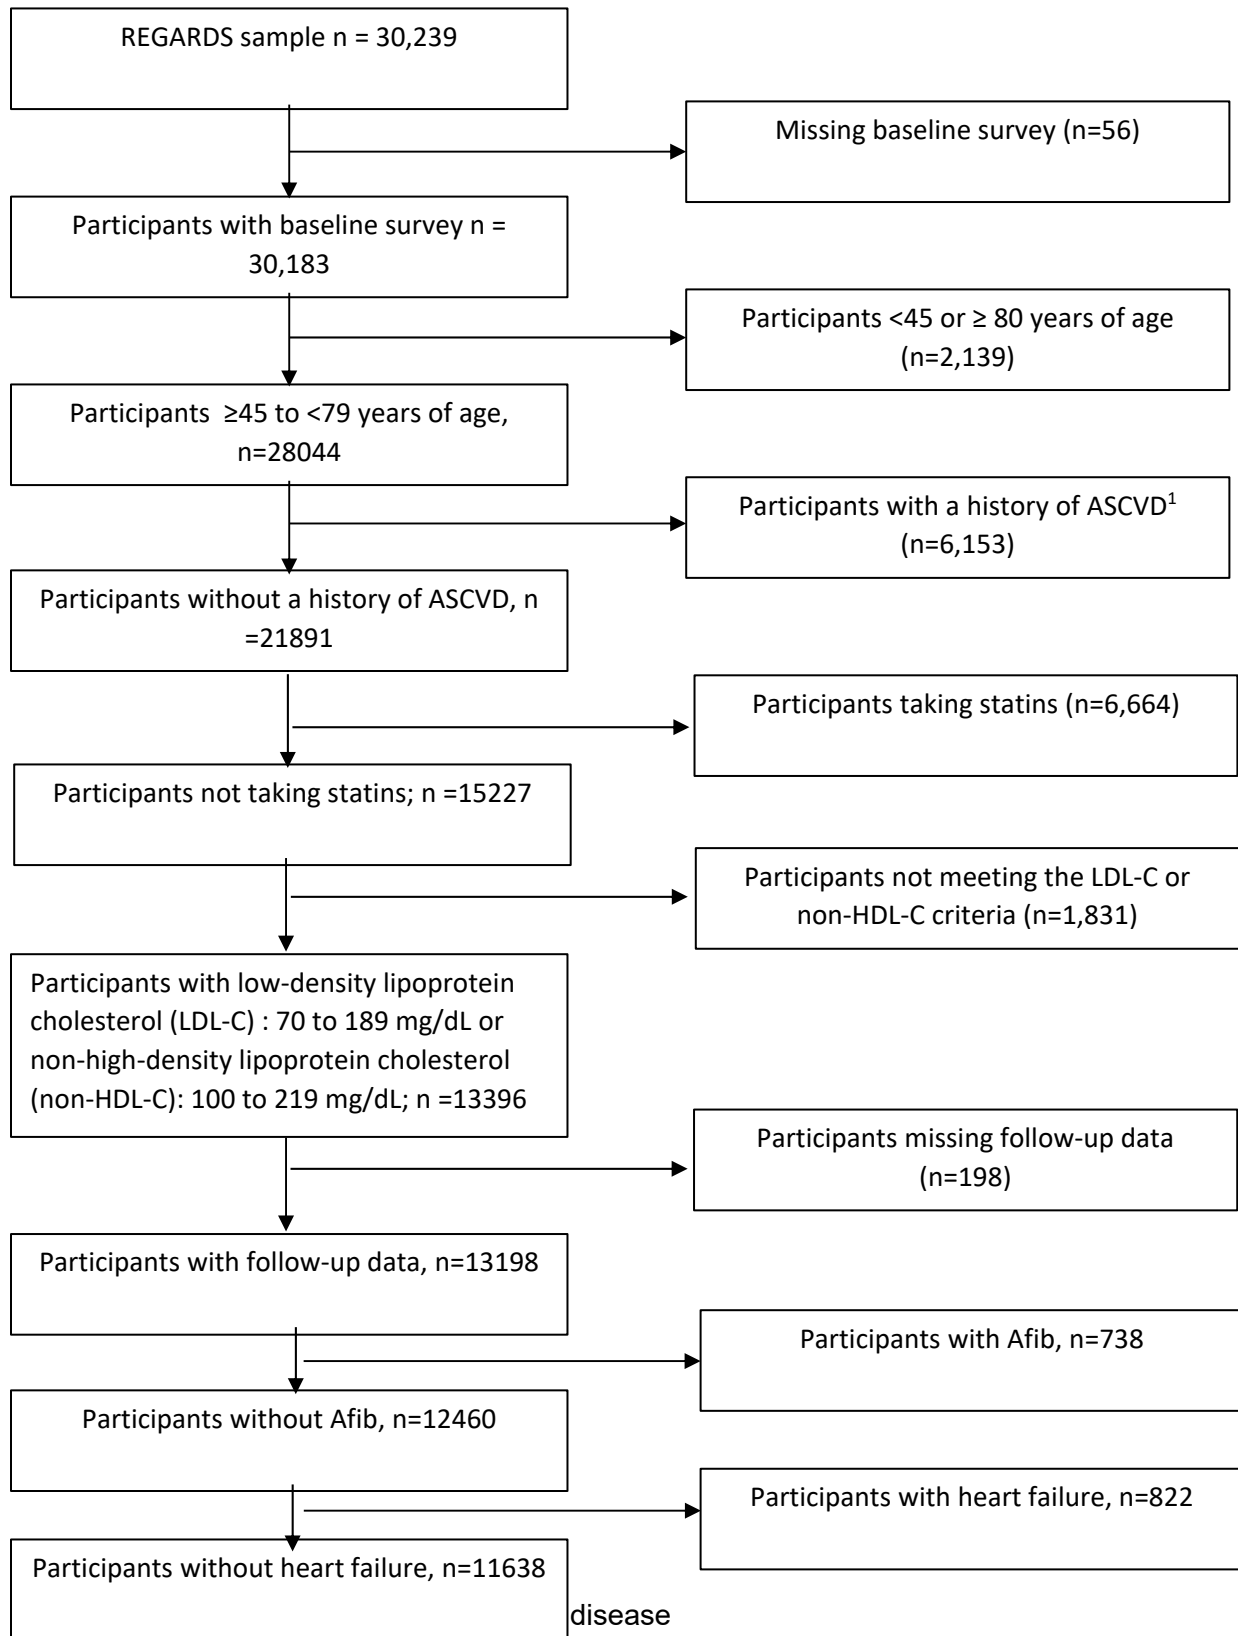 REGARDS sample n = 30,239
Missing baseline survey (n=56)
Participants with baseline survey n =
30,183
Participants <45 or ≥ 80 years of age
(n=2,139)
Participants  ≥45 to <79 years of age,
n=28044
Participants with a history of ASCVD¹
(n=6,153)
Participants without a history of ASCVD, n
=21891
Participants taking statins (n=6,664)
Participants not taking statins; n =15227
Participants not meeting the LDL-C or
non-HDL-C criteria (n=1,831)
Participants with low-density lipoprotein
cholesterol (LDL-C) : 70 to 189 mg/dL or
non-high-density lipoprotein cholesterol
(non-HDL-C): 100 to 219 mg/dL; n =13396
Participants missing follow-up data
(n=198)
Participants with follow-up data, n=13198
Participants with Afib, n=738
Participants without Afib, n=12460
Participants with heart failure, n=822
Participants without heart failure, n=11638
disease